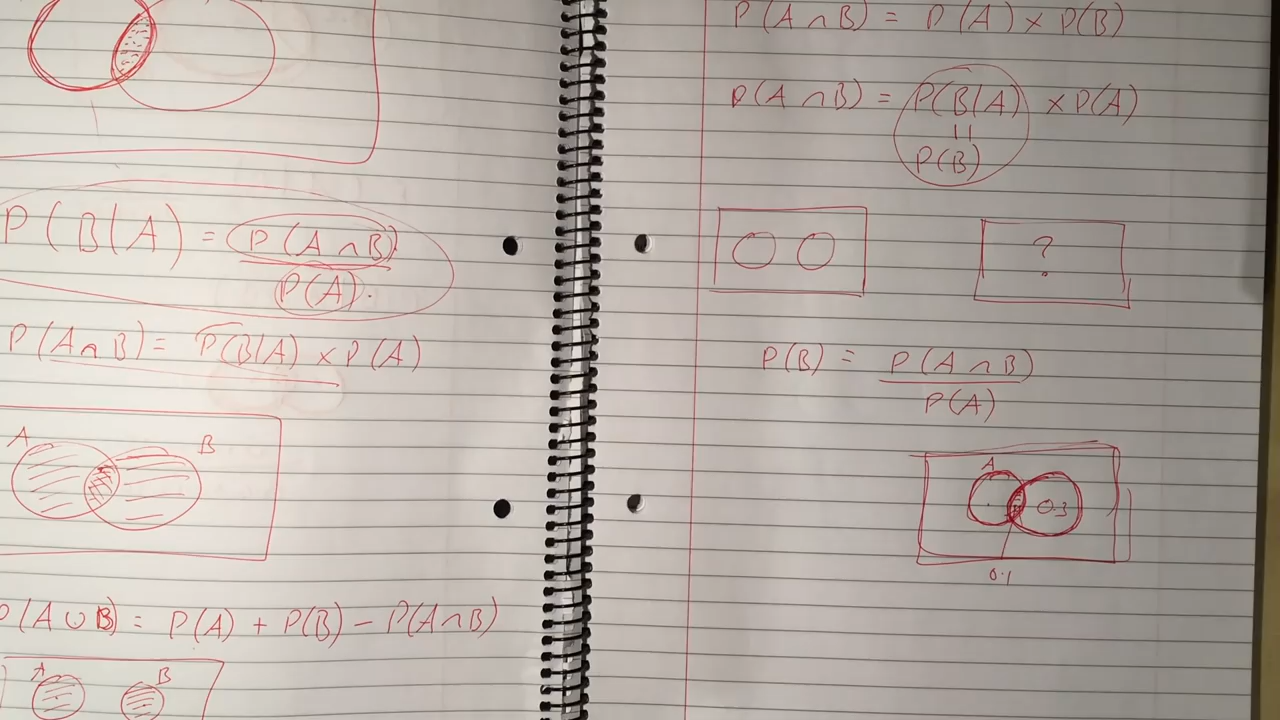 P(B|A) = P(A∩B)
P(A).
P(A∩B) = P(B|A) × P(A)
A B
P(A∪B) = P(A) + P(B) - P(A∩B)
A B
P(A∩B) = P(A) × P(B)
P(A∩B) = P(B|A) × P(A)
=
P(B)
?
P(B) = P(A∩B)
P(A)
A
0.3
0.1